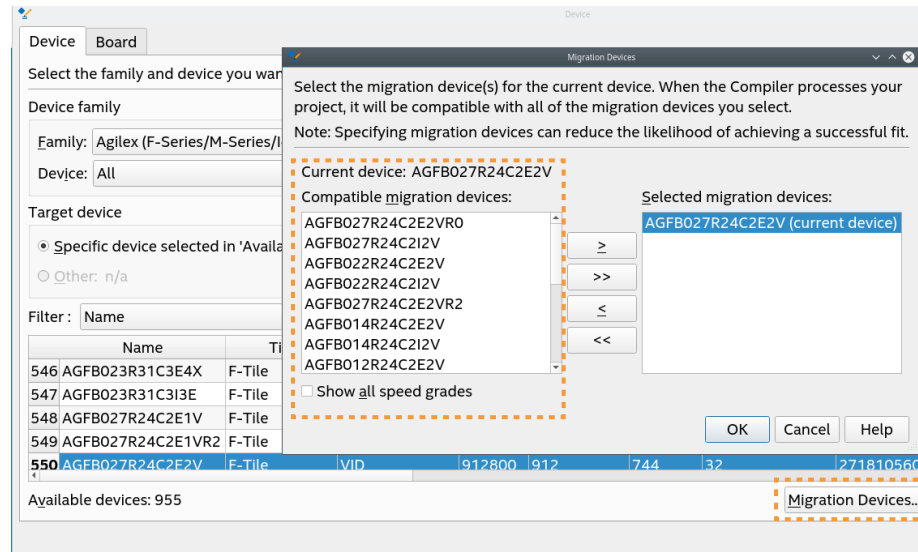 Device
Device Board
Select the family and device you wan
Device family
Family: Agilex (F-Series/M-Series/I
Device: All
Target device
Specific device selected in 'Availa
Other: n/a
Filter : Name
Name Ti
546 AGFB023R31C3E4X F-Tile
547 AGFB023R31C3I3E F-Tile
548 AGFB027R24C2E1V F-Tile
549 AGFB027R24C2E1VR2 F-Tile
550 AGFB027R24C2E2V F-Tile VID 912800 912 744 32 271810560
Available devices: 955
Migration Devices..
Migration Devices
Select the migration device(s) for the current device. When the Compiler processes your
project, it will be compatible with all of the migration devices you select.
Note: Specifying migration devices can reduce the likelihood of achieving a successful fit.
Current device: AGFB027R24C2E2V
Compatible migration devices:
AGFB027R24C2E2VR0
AGFB027R24C2I2V
AGFB022R24C2E2V
AGFB022R24C2I2V
AGFB027R24C2E2VR2
AGFB014R24C2E2V
AGFB014R24C2I2V
AGFB012R24C2E2V
Show all speed grades
>
>>
<
<<
Selected migration devices:
AGFB027R24C2E2V (current device)
OK Cancel Help